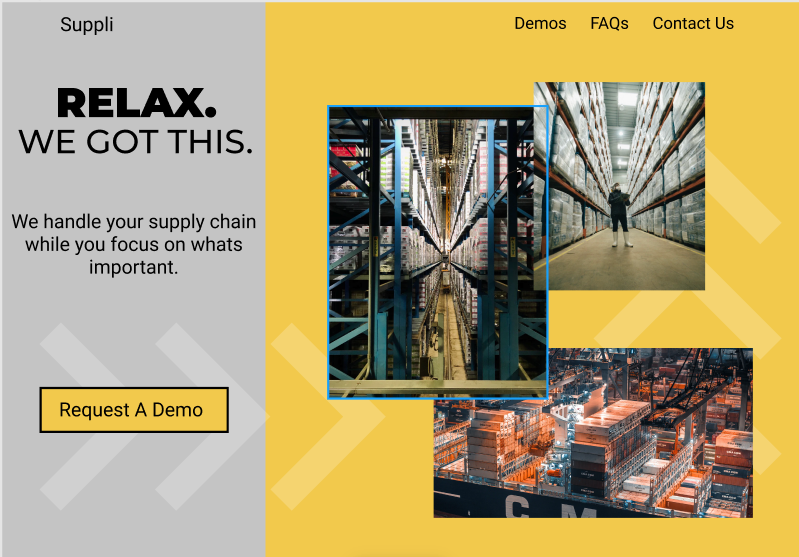 Suppli
Demos FAQs Contact Us
RELAX.
WE GOT THIS.
We handle your supply chain
while you focus on whats
important.
Request A Demo
C M